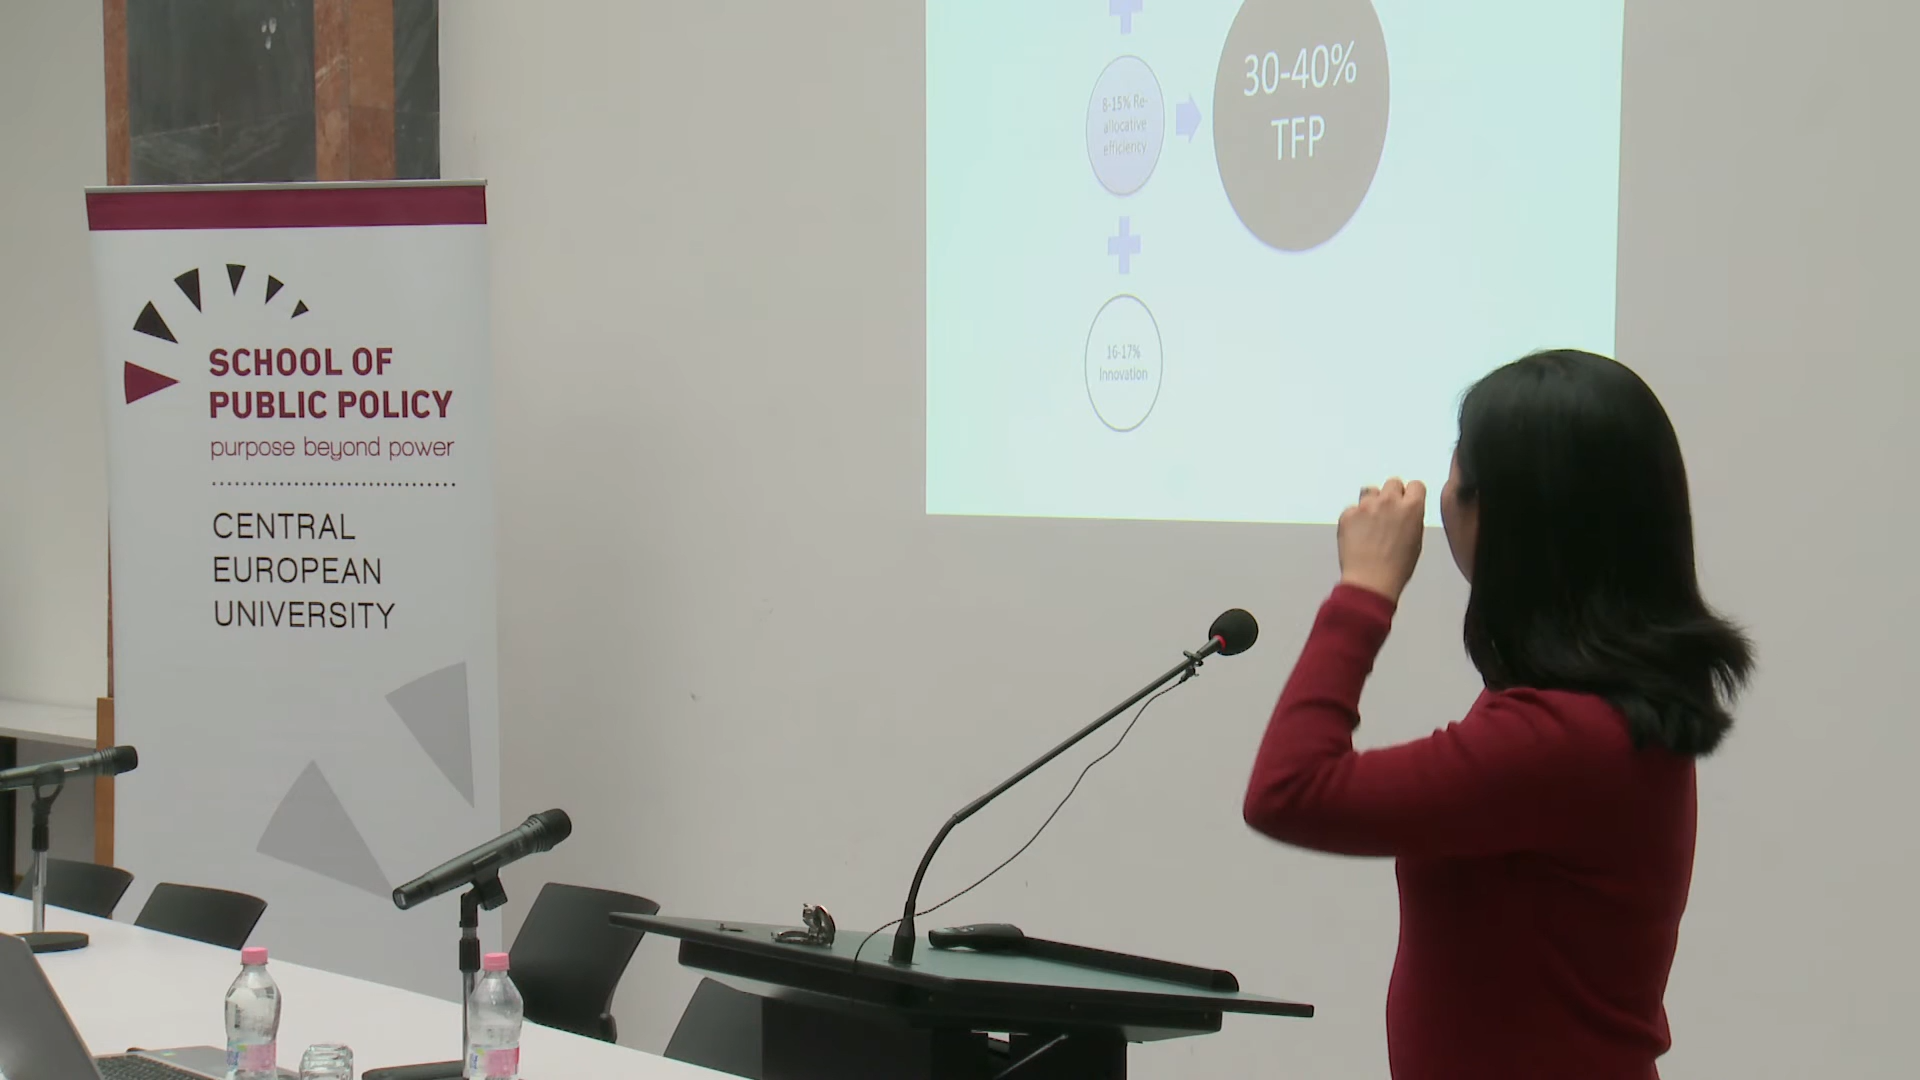 SCHOOL OF
PUBLIC POLICY
purpose beyond power
CENTRAL
EUROPEAN
UNIVERSITY
8-15% Re-
allocative
efficiency
30-40%
TFP
16-17%
Innovation